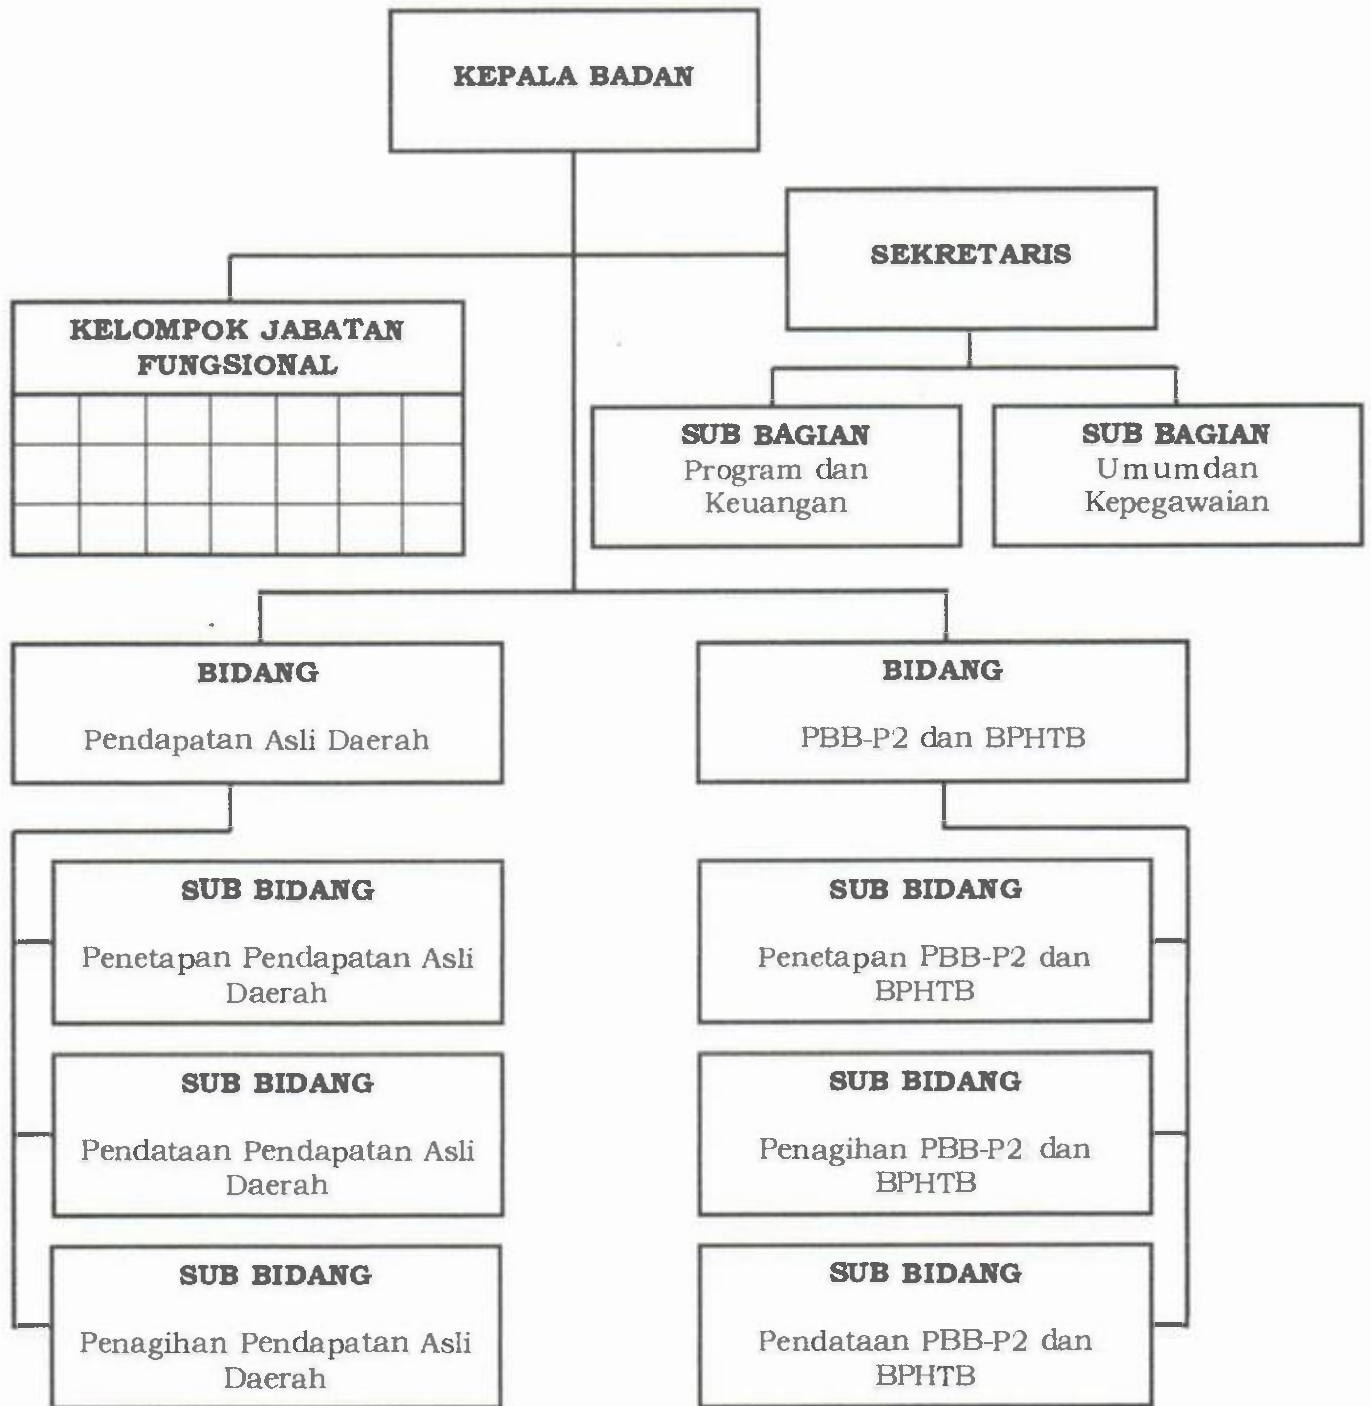 KEPALA BADAN
SEKRETARIS
KELOMPOK JABATAN
FUNGSIONAL
SUB BAGIAN
Program dan
Keuangan
SUB BAGIAN
Umumdan
Kepegawaian
BIDANG
Pendapatan Asli Daerah
BIDANG
PBB-P2 dan BPHTB
SUB BIDANG
Penetapan Pendapatan Asli
Daerah
SUB BIDANG
Pendataan Pendapatan Asli
Daerah
SUB BIDANG
Penagihan Pendapatan Asli
Daerah
SUB BIDANG
Penetapan PBB-P2 dan
BPHTB
SUB BIDANG
Penagihan PBB-P2 dan
BPHTB
SUB BIDANG
Pendataan PBB-P2 dan
BPHTB